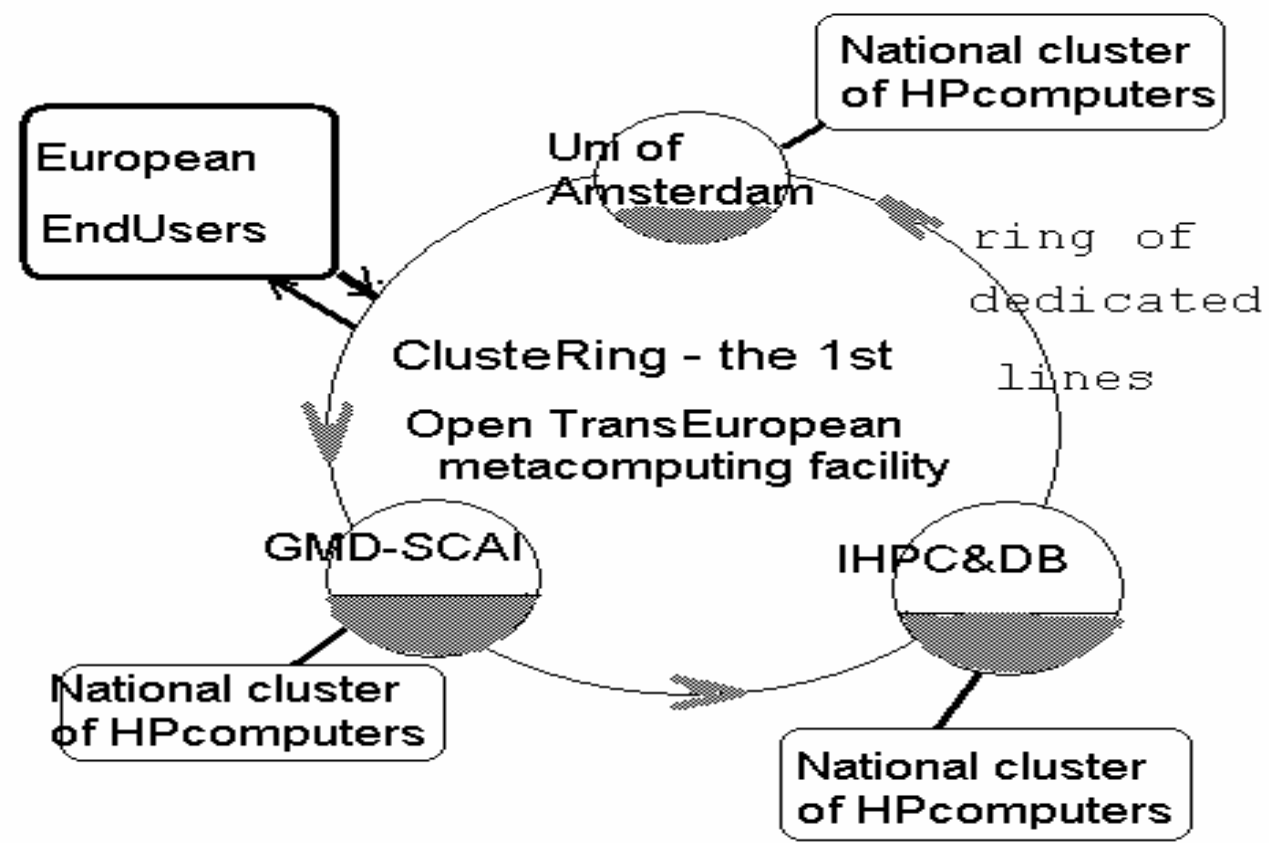 National cluster
of HPcomputers
European
EndUsers
Uni of
Amsterdam
ring of
dedicated
lines
ClusteRing - the 1st
Open TransEuropean
metacomputing facility
GMD-SCAI
IHPC&DB
National cluster
of HPcomputers
National cluster
of HPcomputers